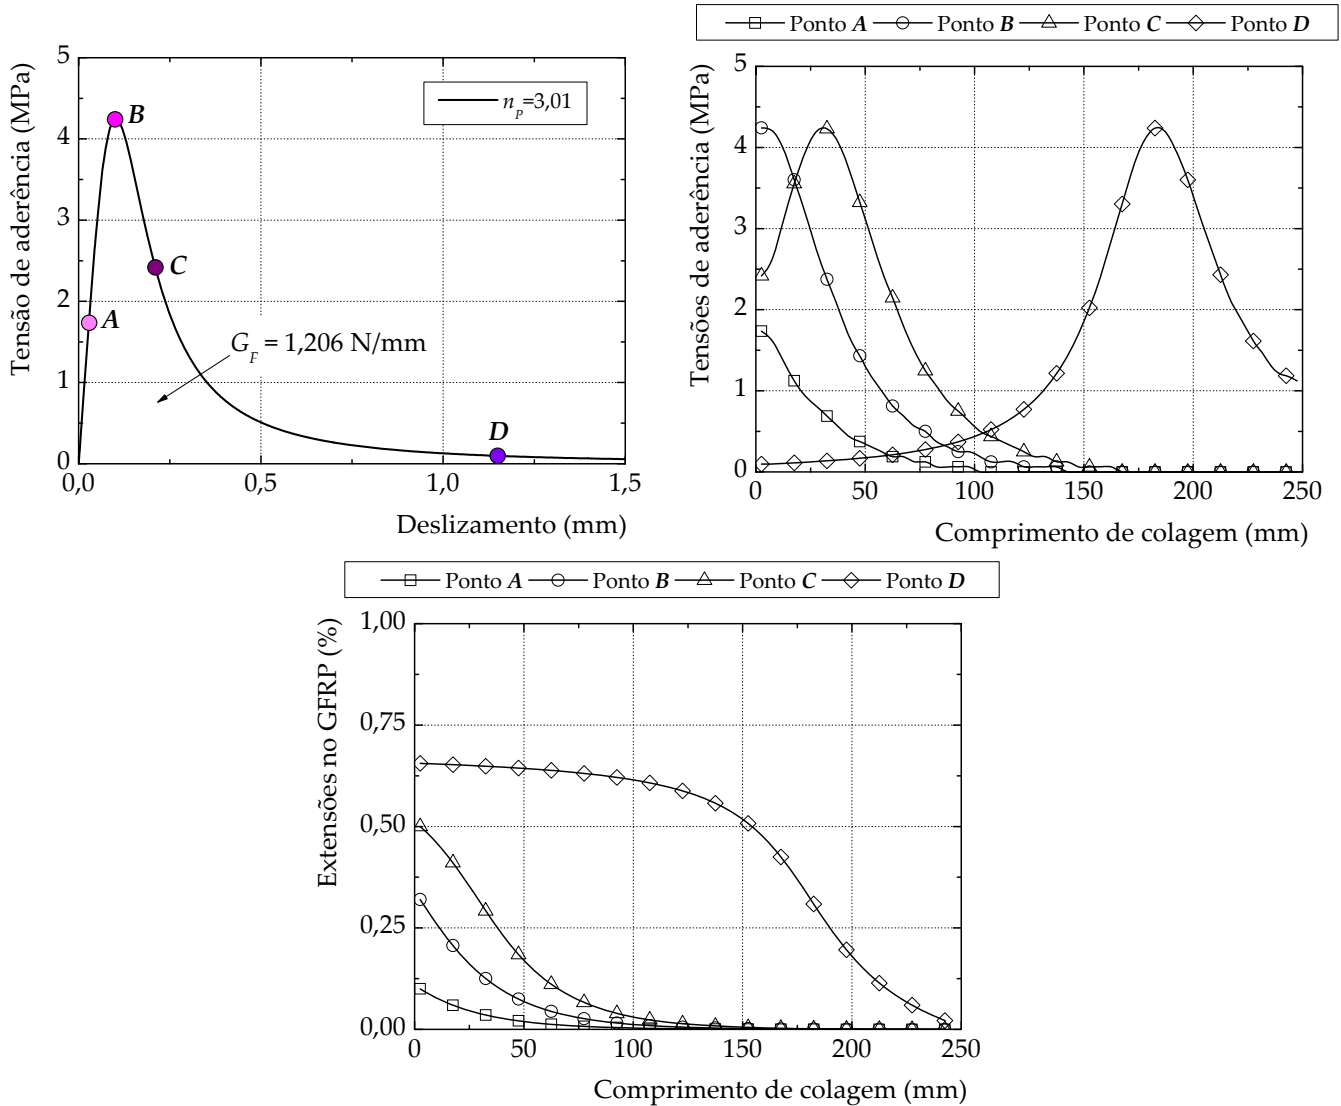 Tensão de aderência (MPa)
5
4
3
2
1
0
n_P=3,01
B
C
A
G_F = 1,206 N/mm
D
0,0 0,5 1,0 1,5
Deslizamento (mm)
Ponto A Ponto B Ponto C Ponto D
Tensões de aderência (MPa)
5
4
3
2
1
0
0 50 100 150 200 250
Comprimento de colagem (mm)
Ponto A Ponto B Ponto C Ponto D
Extensões no GFRP (%)
1,00
0,75
0,50
0,25
0,00
0 50 100 150 200 250
Comprimento de colagem (mm)